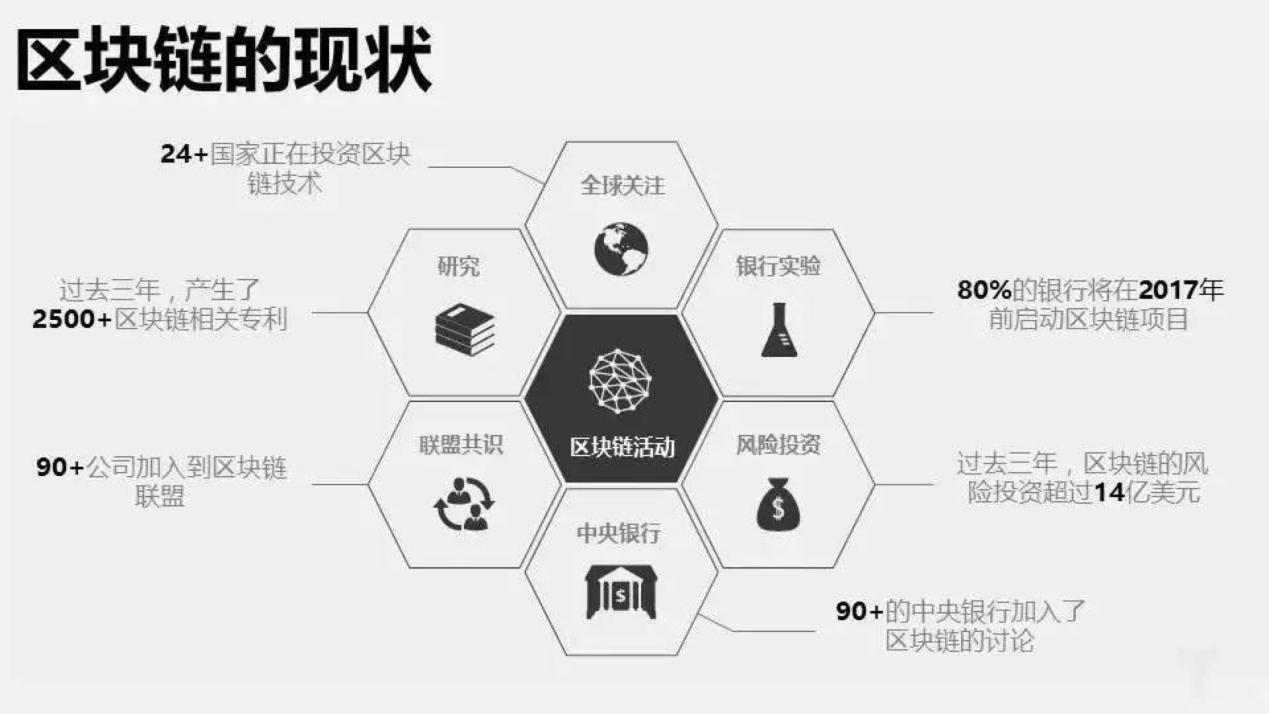 区块链的现状
24+国家正在投资区块
链技术
全球关注
研究
银行实验
过去三年，产生了
2500+区块链相关专利
80%的银行将在2017年
前启动区块链项目
区块链活动
联盟共识
风险投资
90+公司加入到区块链
联盟
过去三年，区块链的风
险投资超过14亿美元
$
中央银行
$
90+的中央银行加入了
区块链的讨论